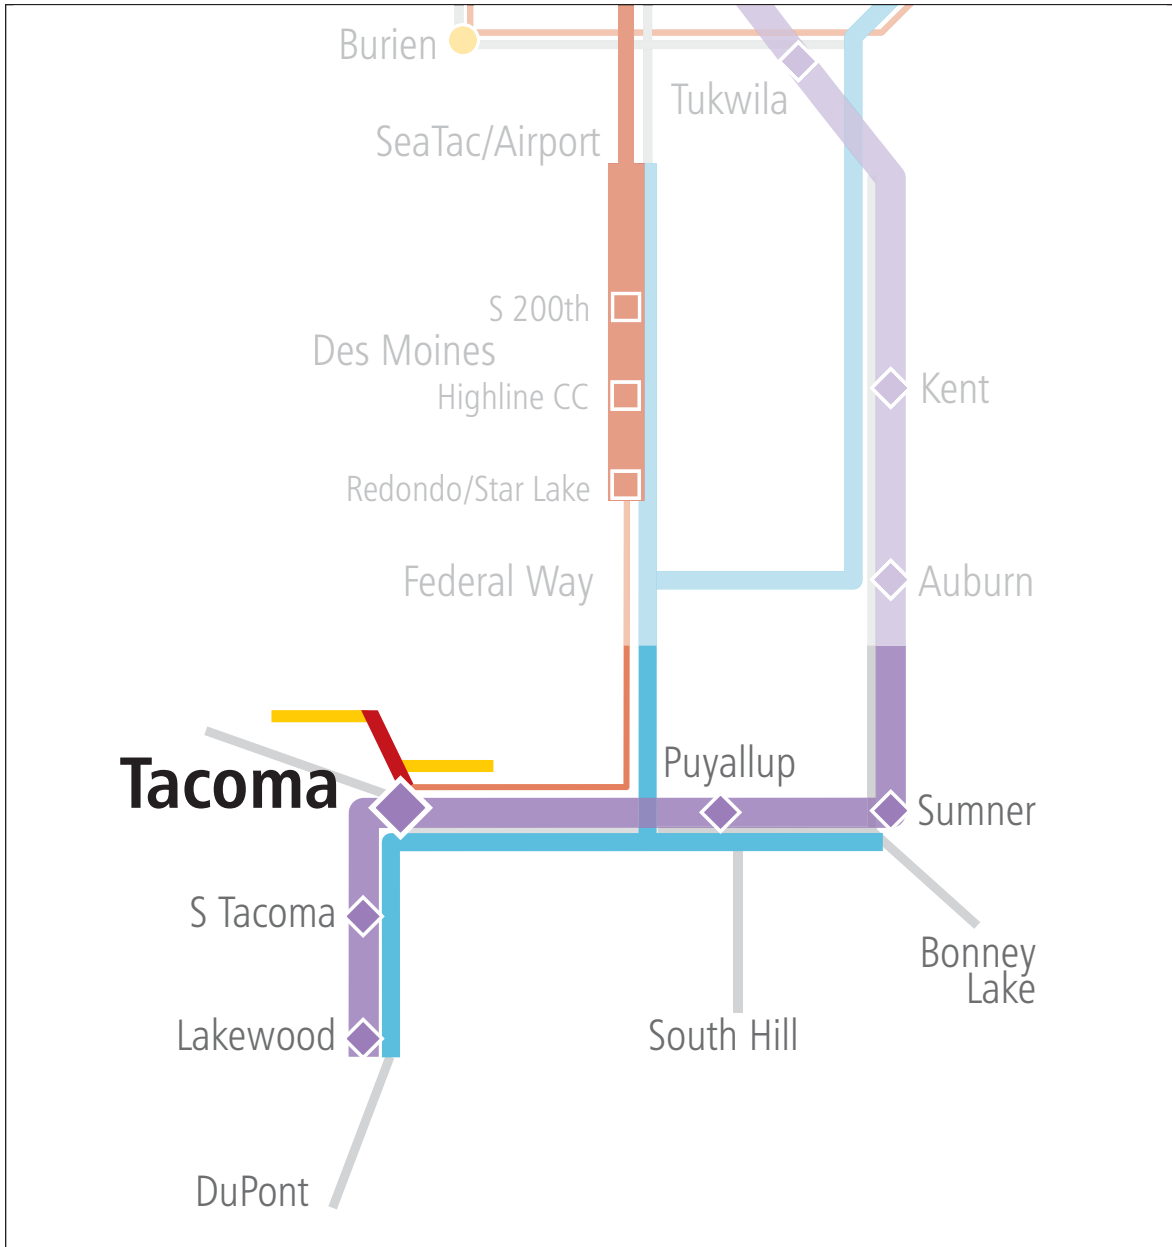 Burien
Tukwila
SeaTac/Airport
S 200th
Des Moines
Highline CC
Kent
Redondo/Star Lake
Federal Way
Auburn
Tacoma
Puyallup
Sumner
S Tacoma
Bonney
Lake
Lakewood
South Hill
DuPont